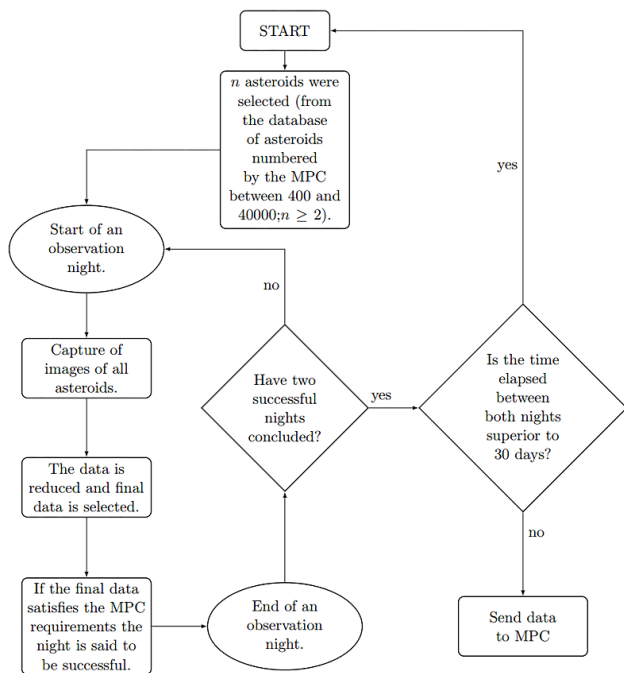 START
n asteroids were
selected (from
the database
of asteroids
numbered
by the MPC
between 400 and
40000;n ≥ 2).
yes
Start of an
observation
night.
no
Capture of
images of all
asteroids.
Have two
successful
nights
concluded?
yes
Is the time
elapsed
between
both nights
superior to
30 days?
The data is
reduced and final
data is selected.
no
If the final data
satisfies the MPC
requirements the
night is said to
be successful.
End of an
observation
night.
Send data
to MPC